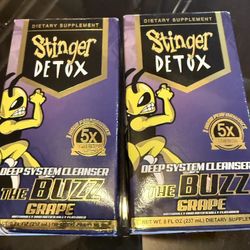 DIETARY SUPPLEMENT
Stinger
DETOX
5x
DEEP SYSTEM CLEANSER
THE BUZZ
GRAPE
DIETARY SUPPLEMENT
Stinger
DETOX
5x
DEEP SYSTEM CLEANSER
THE BUZZ
GRAPE
NET WT. 8 FL OZ (237 mL) DIETARY SUPPLEMENT